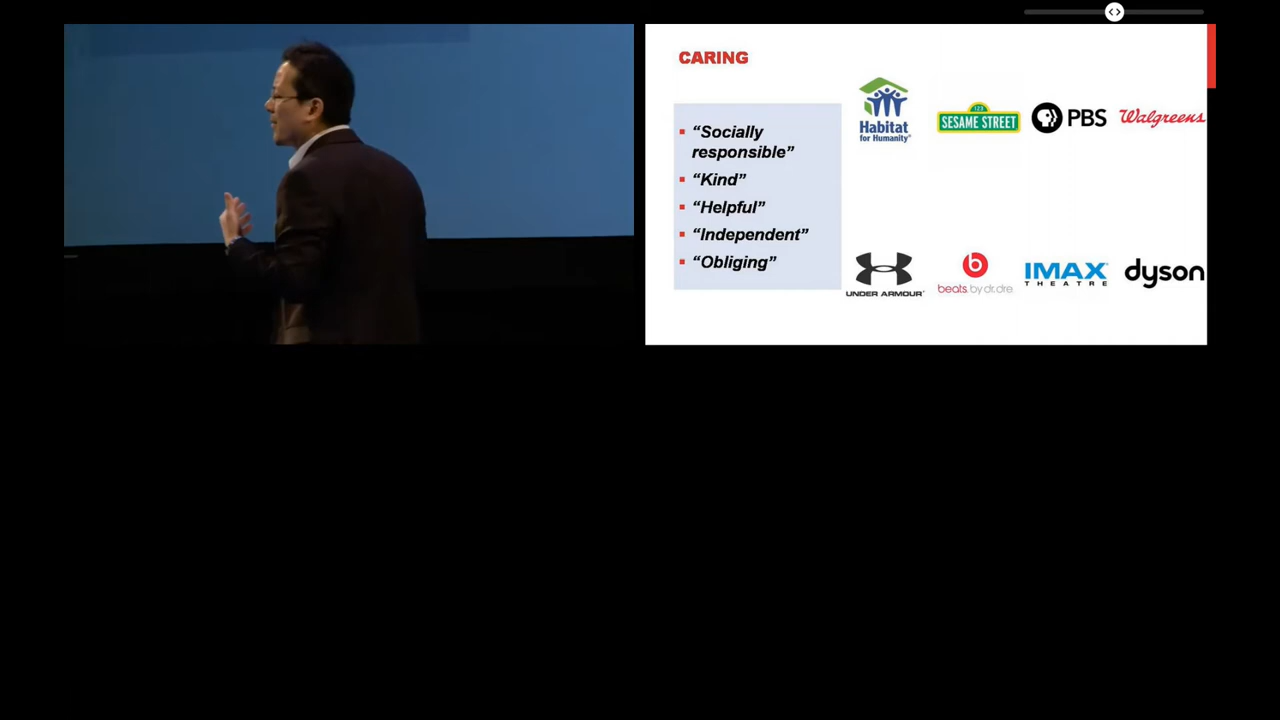 CARING
“Socially
responsible”
“Kind”
“Helpful”
“Independent”
“Obliging”
Habitat
for Humanity®
123
SESAME STREET
PBS
Walgreens
UNDER ARMOUR
b
beats by dr. dre
IMAX
THEATRE
dyson